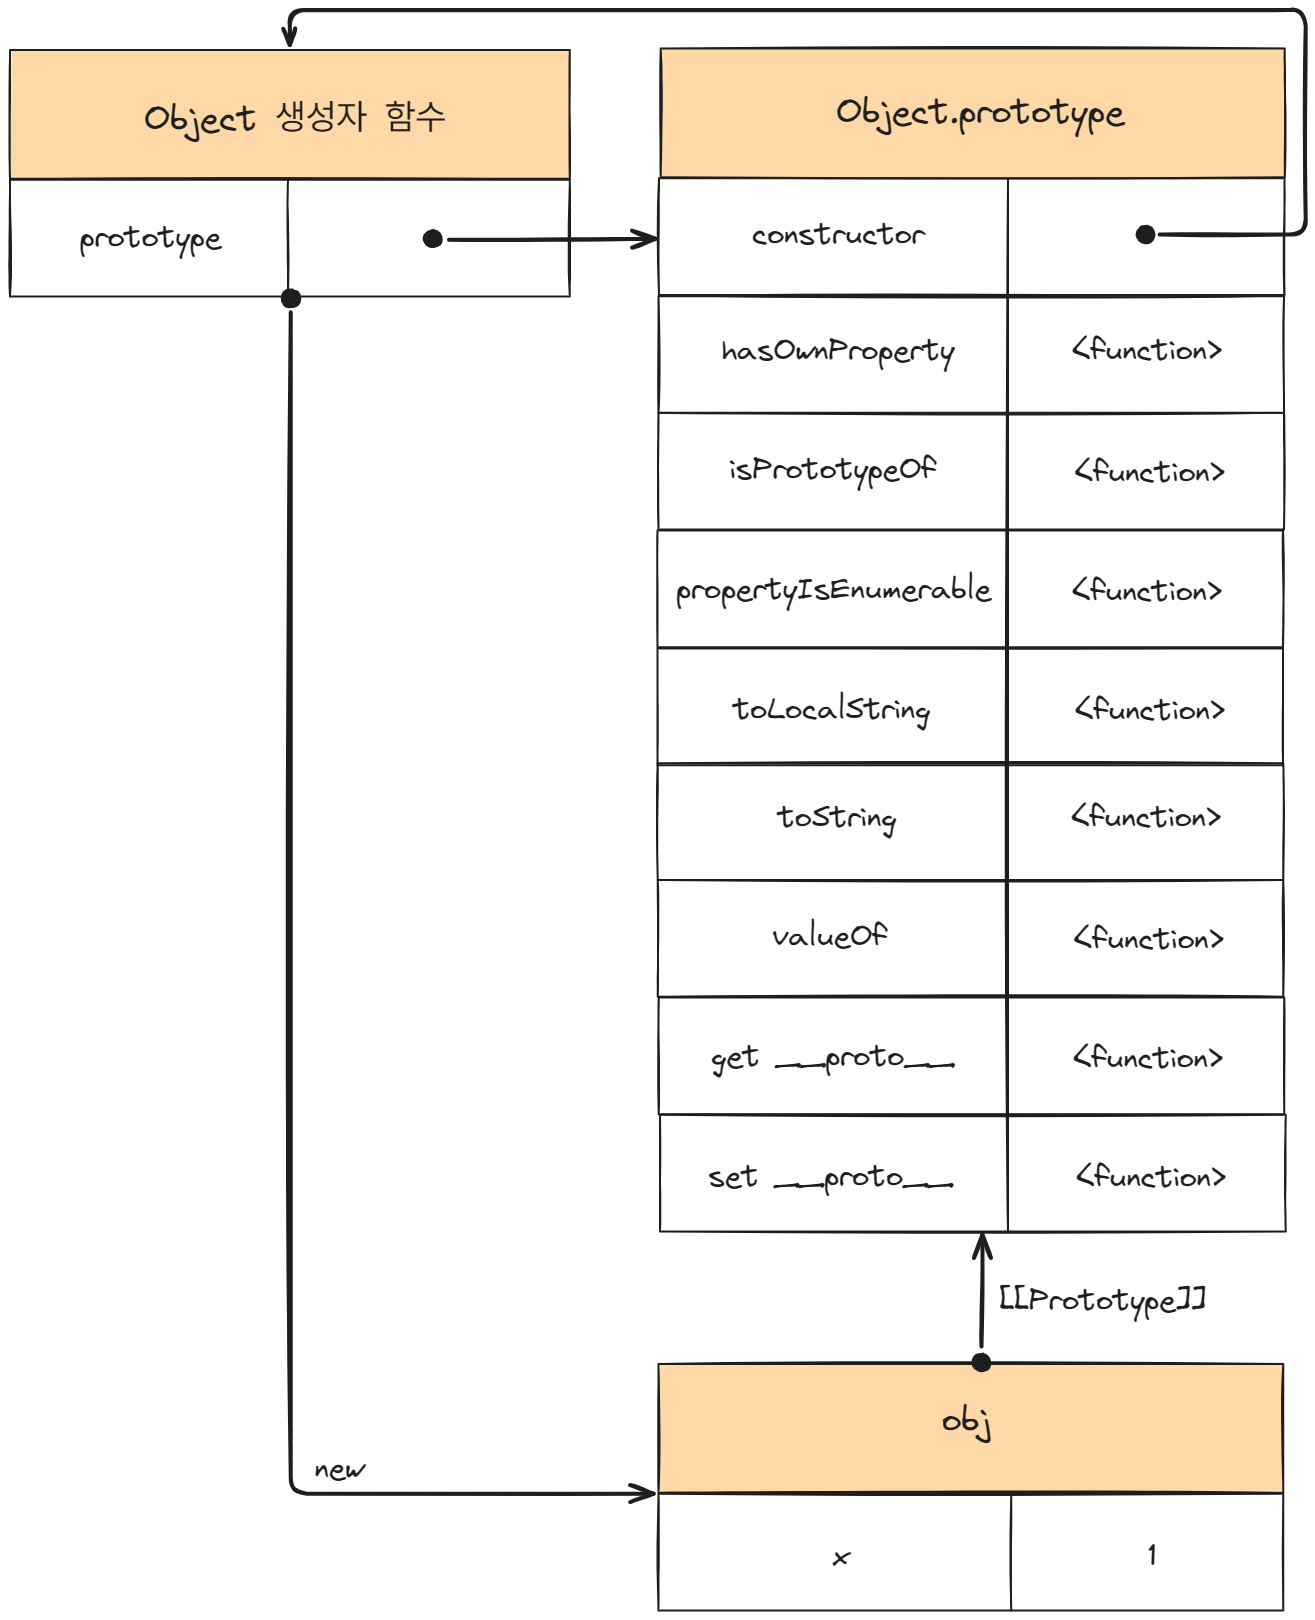 Object 생성자 함수
prototype
Object.prototype
constructor
hasOwnProperty <function>
isPrototypeOf <function>
propertyIsEnumerable <function>
toLocalString <function>
toString <function>
valueOf <function>
get __proto__ <function>
set __proto__ <function>
[[Prototype]]
new
obj
x 1